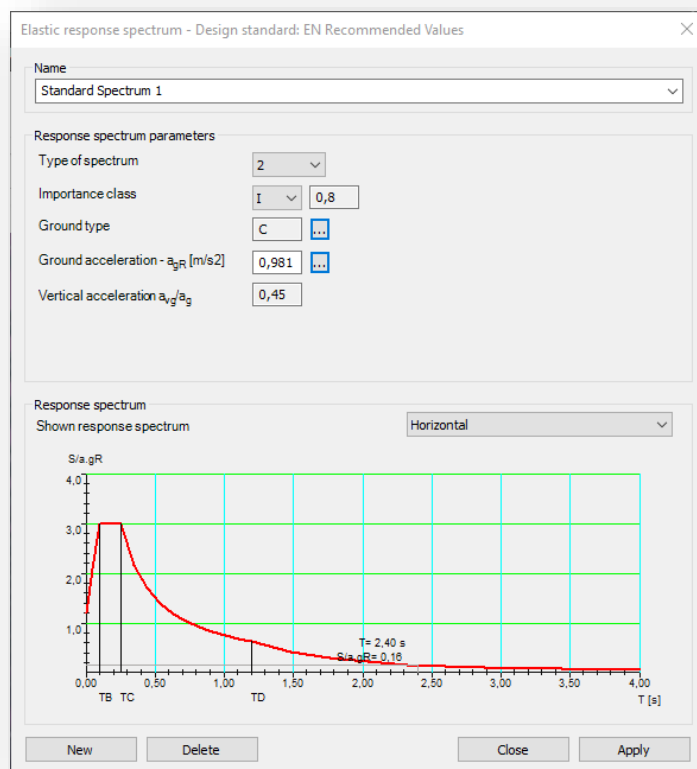 Elastic response spectrum - Design standard: EN Recommended Values
Name
Standard Spectrum 1
Response spectrum parameters
Type of spectrum 2
Importance class I 0,8
Ground type C ...
Ground acceleration - agR [m/s2] 0,981 ...
Vertical acceleration avg/ag 0,45
Response spectrum
Shown response spectrum Horizontal
S/a.gR
4,0
3,0
2,0
1,0
T= 2,40 s
S/a.gR= 0,16
0,00 0,50 1,00 1,50 2,00 2,50 3,00 3,50 4,00
TB TC TD T [s]
New Delete Close Apply